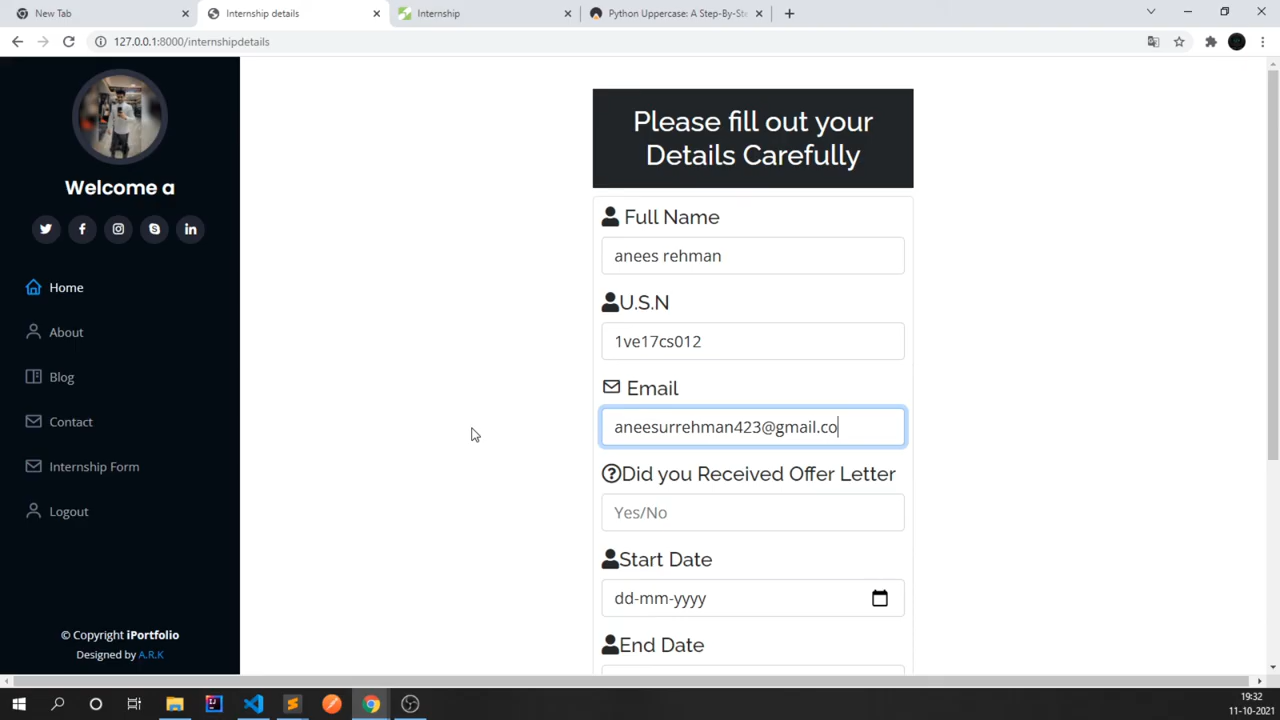 New Tab
Internship details
Internship
Python Uppercase: A Step-By-Ste
127.0.0.1:8000/internshipdetails
Welcome a
Home
About
Blog
Contact
Internship Form
Logout
© Copyright iPortfolio
Designed by A.R.K
Please fill out your
Details Carefully
Full Name
anees rehman
U.S.N
1ve17cs012
Email
aneesurrehman423@gmail.co
Did you Received Offer Letter
Yes/No
Start Date
dd-mm-yyyy
End Date
19:32
11-10-2021